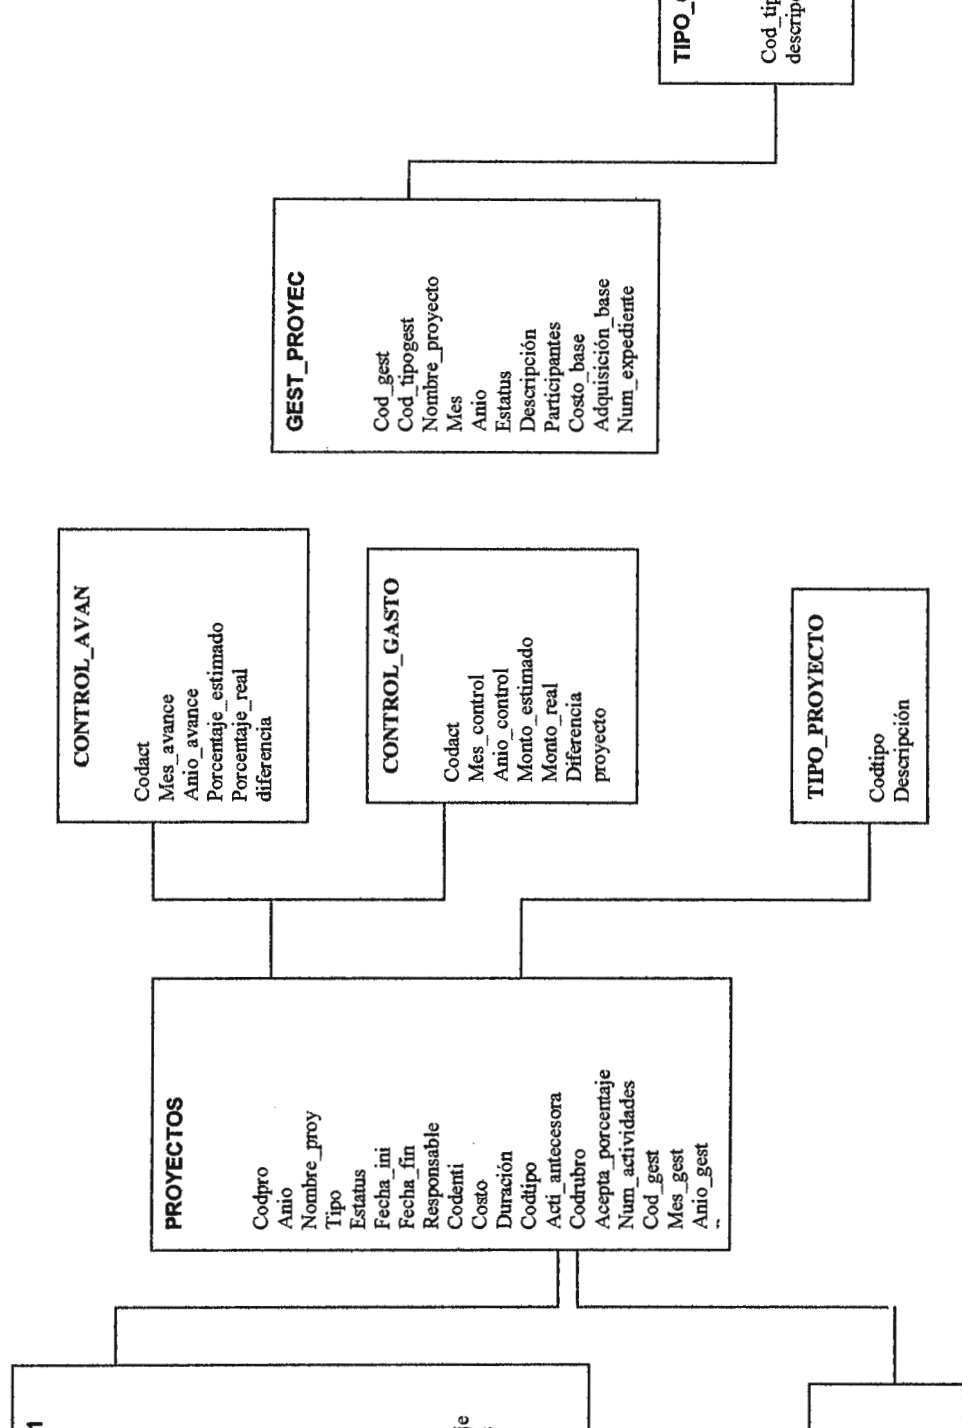 PROYECTOS
Codpro
Anio
Nombre_proy
Tipo
Estatus
Fecha_ini
Fecha_fin
Responsable
Codenti
Costo
Duración
Codtipo
Acti_antecesora
Codrubro
Acepta_porcentaje
Num_actividades
Cod_gest
Mes_gest
Anio_gest
CONTROL_AVAN
Codact
Mes_avance
Anio_avance
Porcentaje_estimado
Porcentaje_real
diferencia
CONTROL_GASTO
Codact
Mes_control
Anio_control
Monto_estimado
Monto_real
Diferencia
proyecto
TIPO_PROYECTO
Codtipo
Descripción
GEST_PROYEC
Cod_gest
Cod_tipogest
Nombre_proyecto
Mes
Anio
Estatus
Descripción
Participantes
Costo_base
Adquisición_base
Num_expediente